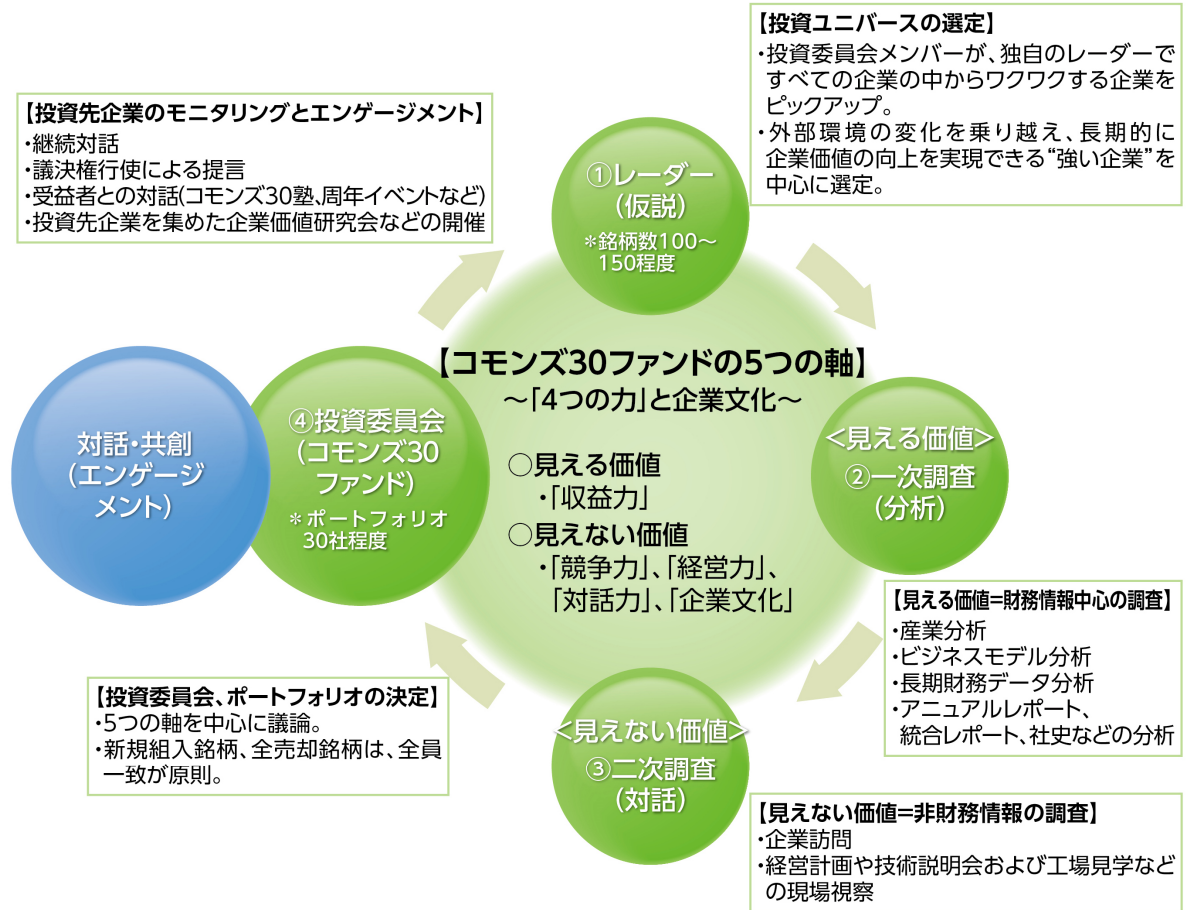 【投資ユニバースの選定】
・投資委員会メンバーが、独自のレーダーで
すべての企業の中からワクワクする企業を
ピックアップ。
・外部環境の変化を乗り越え、長期的に
企業価値の向上を実現できる“強い企業”を
中心に選定。
【投資先企業のモニタリングとエンゲージメント】
・継続対話
・議決権行使による提言
・受益者との対話(コモンズ30塾、周年イベントなど)
・投資先企業を集めた企業価値研究会などの開催
①レーダー
(仮説)
＊銘柄数100～
150程度
【コモンズ30ファンドの5つの軸】
～「4つの力」と企業文化～
○見える価値
・「収益力」
○見えない価値
・「競争力」、「経営力」、
「対話力」、「企業文化」
対話・共創
(エンゲージ
メント)
④投資委員会
(コモンズ30
ファンド)
＊ポートフォリオ
30社程度
<見える価値>
②一次調査
(分析)
【見える価値=財務情報中心の調査】
・産業分析
・ビジネスモデル分析
・長期財務データ分析
・アニュアルレポート、
統合レポート、社史などの分析
<見えない価値>
③二次調査
(対話)
【投資委員会、ポートフォリオの決定】
・5つの軸を中心に議論。
・新規組入銘柄、全売却銘柄は、全員
一致が原則。
【見えない価値=非財務情報の調査】
・企業訪問
・経営計画や技術説明会および工場見学など
の現場視察